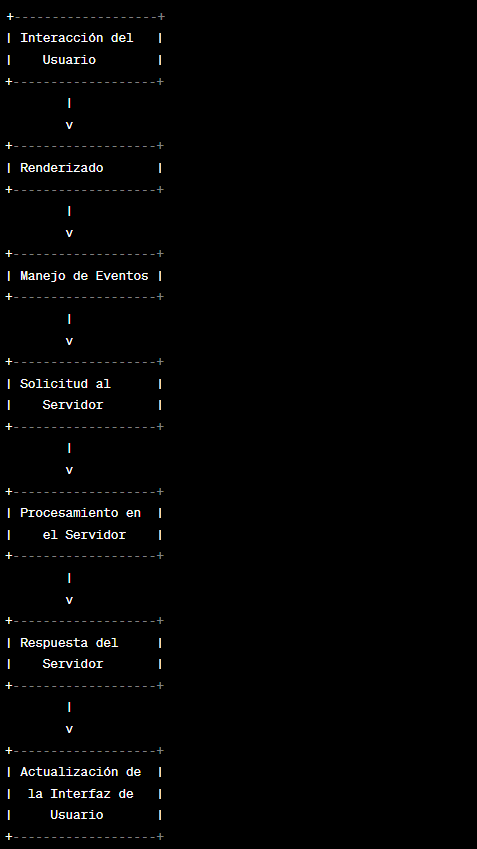 +-------------------+
| Interacción del   |
|    Usuario        |
+-------------------+
        |
        v
+-------------------+
| Renderizado       |
+-------------------+
        |
        v
+-------------------+
| Manejo de Eventos |
+-------------------+
        |
        v
+-------------------+
| Solicitud al      |
|    Servidor       |
+-------------------+
        |
        v
+-------------------+
| Procesamiento en  |
|    el Servidor    |
+-------------------+
        |
        v
+-------------------+
| Respuesta del     |
|    Servidor       |
+-------------------+
        |
        v
+-------------------+
| Actualización de  |
|  la Interfaz de   |
|     Usuario       |
+-------------------+